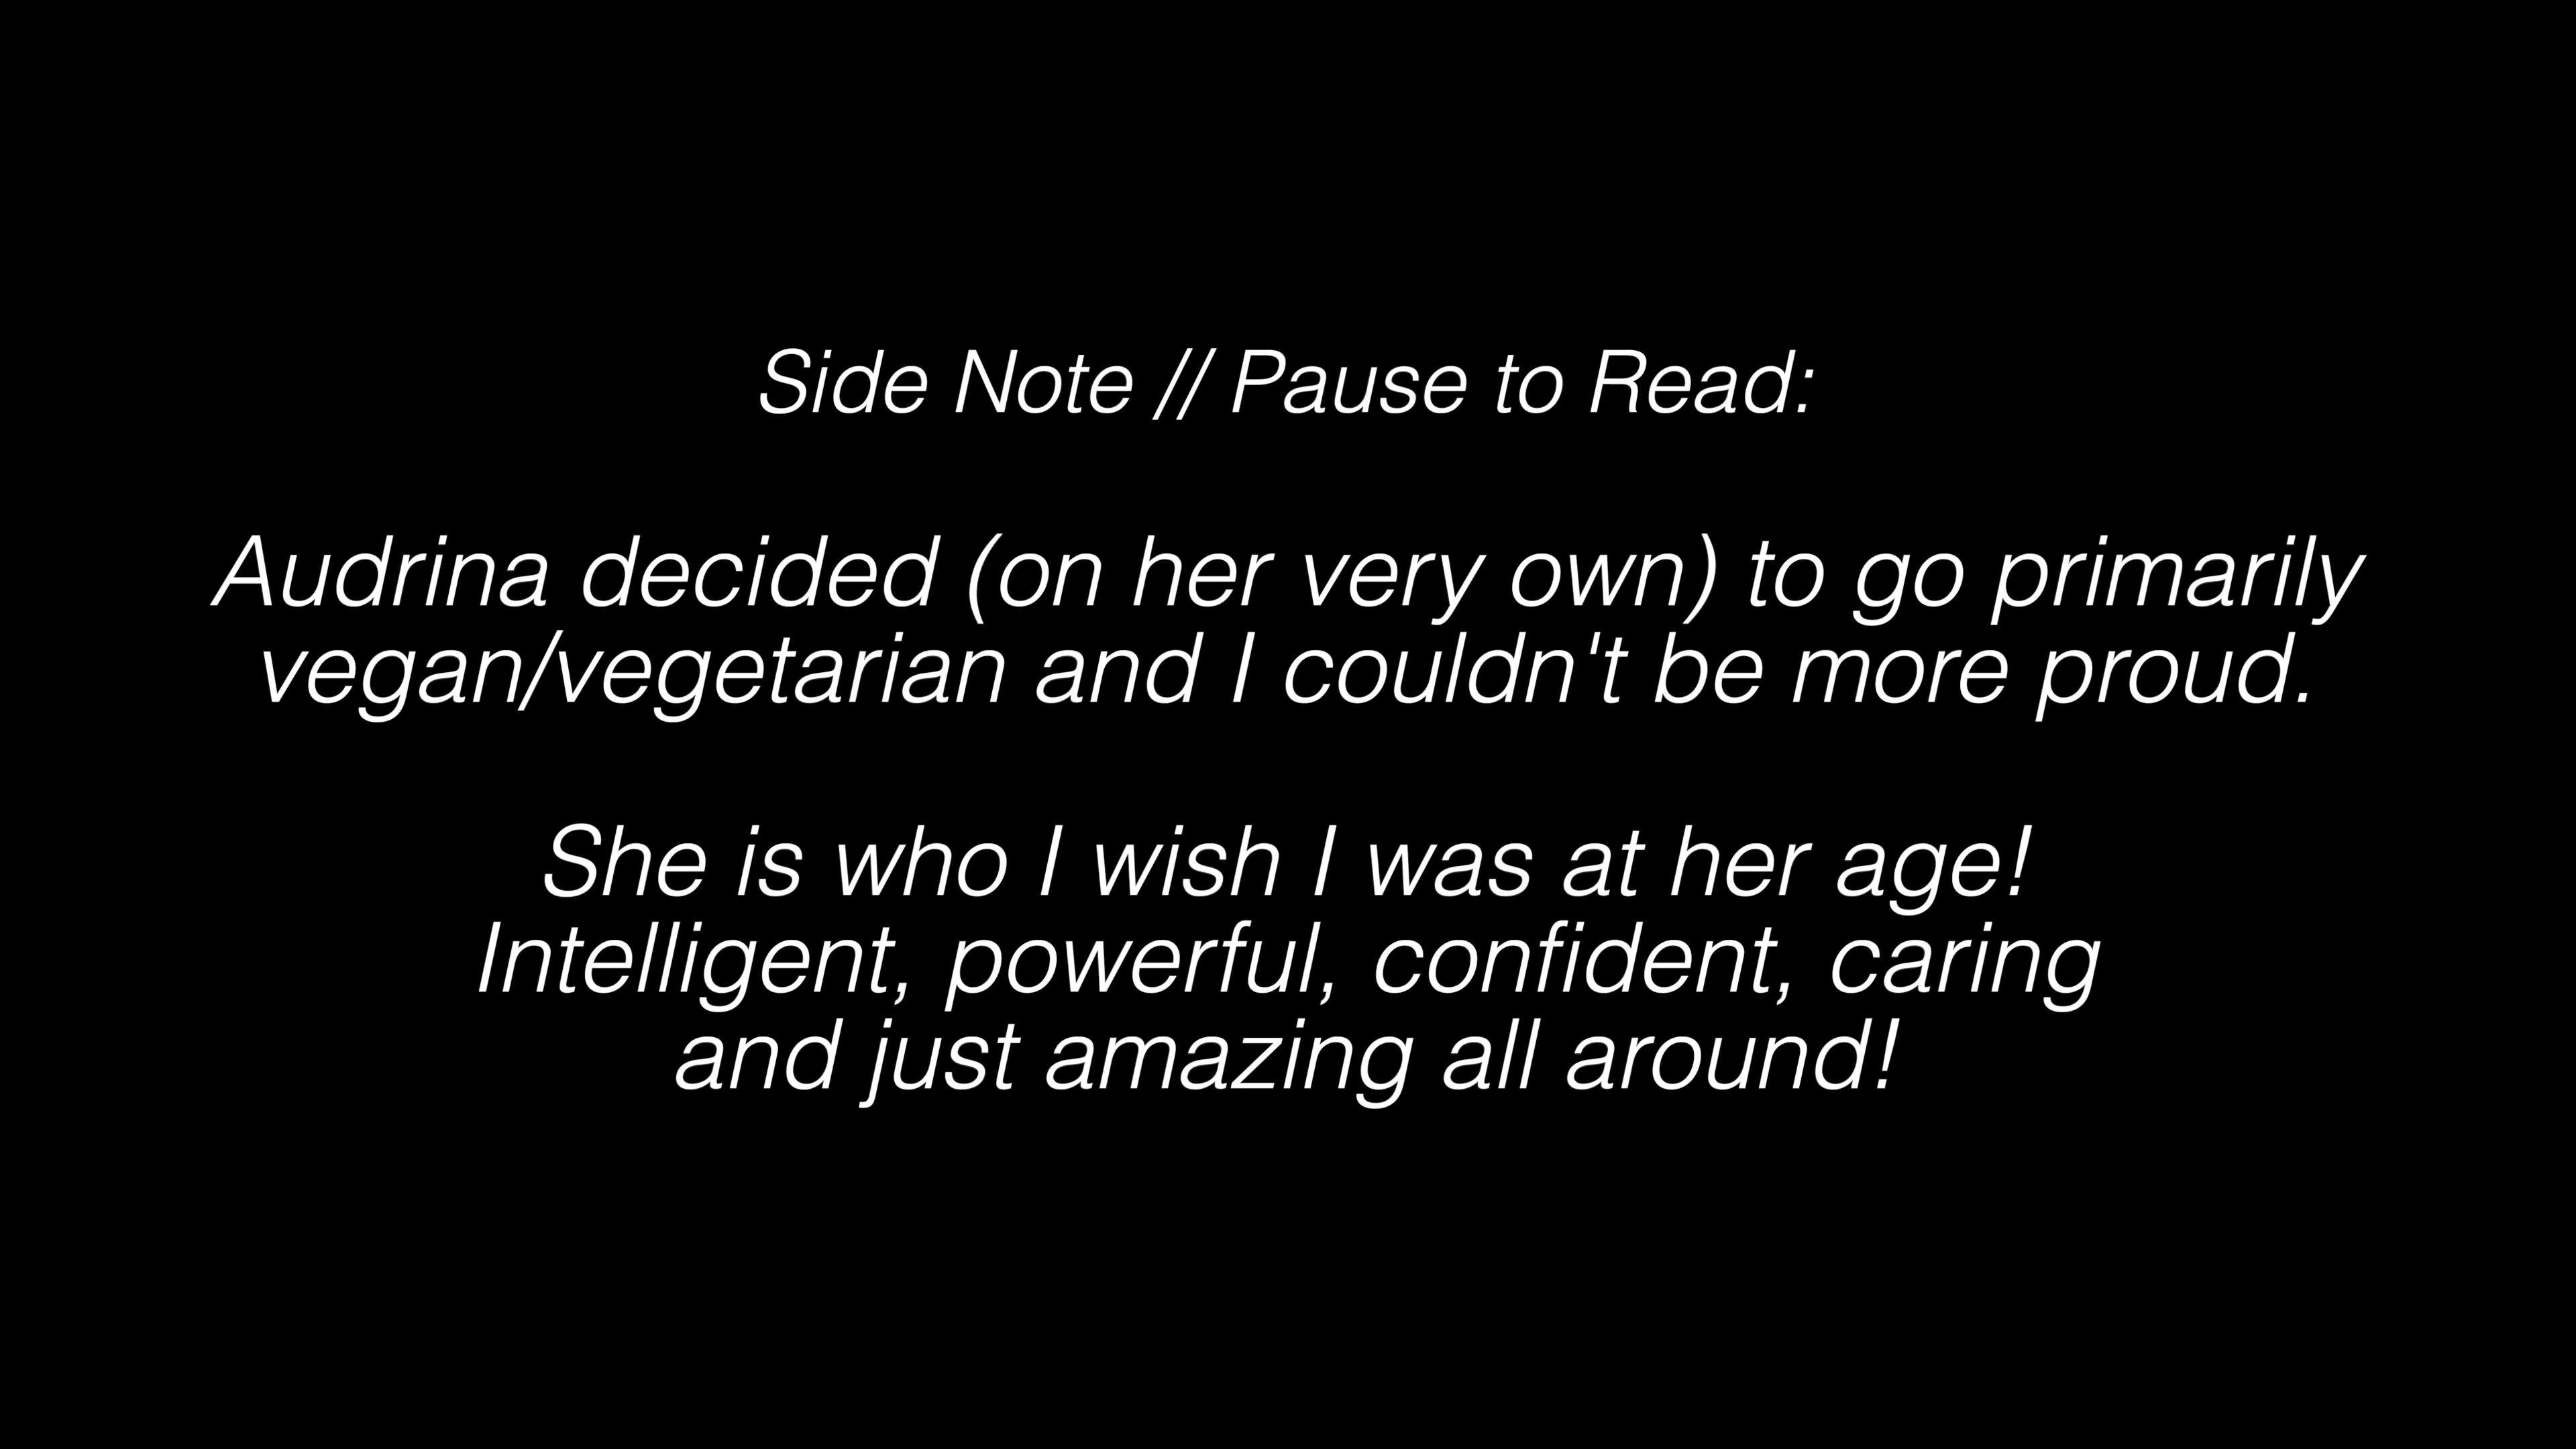 Side Note // Pause to Read:
Audrina decided (on her very own) to go primarily
vegan/vegetarian and I couldn't be more proud.
She is who I wish I was at her age!
Intelligent, powerful, confident, caring
and just amazing all around!